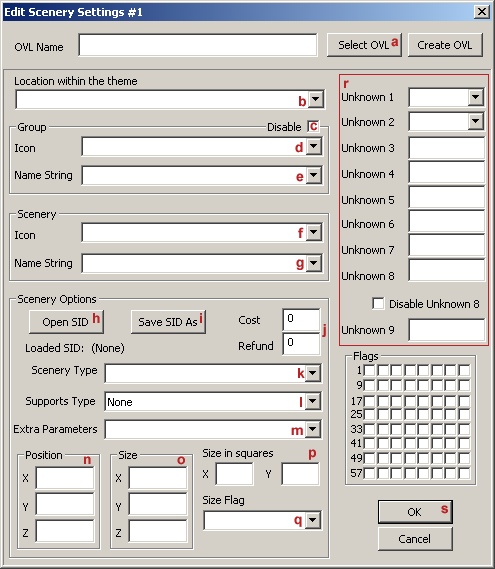 Edit Scenery Settings #1
OVL Name
Select OVL a
Create OVL
Location within the theme
b
Group
Disable c
Icon
d
Name String
e
Scenery
Icon
f
Name String
g
Scenery Options
Open SID h
Save SID As i
Cost 0
j
Refund 0
Loaded SID: (None)
Scenery Type
k
Supports Type None
l
Extra Parameters
m
Position n
X
Y
Z
Size o
X
Y
Z
Size in squares p
X Y
Size Flag
q
r
Unknown 1
Unknown 2
Unknown 3
Unknown 4
Unknown 5
Unknown 6
Unknown 7
Unknown 8
Disable Unknown 8
Unknown 9
Flags
1
9
17
25
33
41
49
57
OK s
Cancel